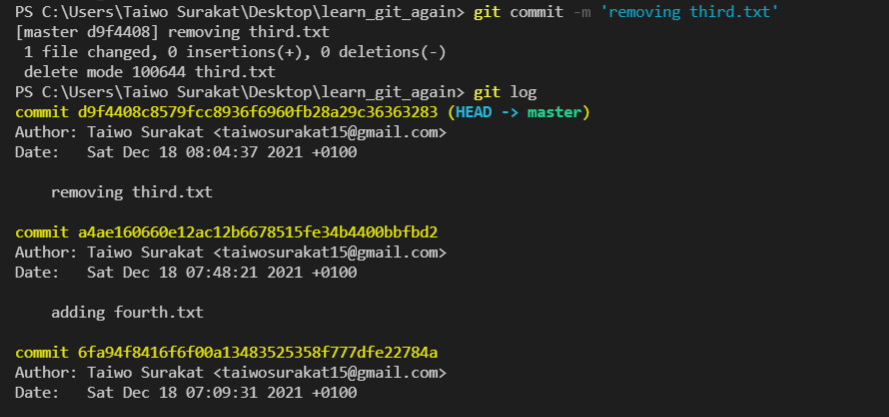 PS C:\Users\Taiwo Surakat\Desktop\learn_git_again> git commit -m 'removing third.txt'
[master d9f4408] removing third.txt
 1 file changed, 0 insertions(+), 0 deletions(-)
 delete mode 100644 third.txt
PS C:\Users\Taiwo Surakat\Desktop\learn_git_again> git log
commit d9f4408c8579fcc8936f6960fb28a29c36363283 (HEAD -> master)
Author: Taiwo Surakat <taiwosurakat15@gmail.com>
Date:   Sat Dec 18 08:04:37 2021 +0100
    removing third.txt
commit a4ae160660e12ac12b6678515fe34b4400bbfbd2
Author: Taiwo Surakat <taiwosurakat15@gmail.com>
Date:   Sat Dec 18 07:48:21 2021 +0100
    adding fourth.txt
commit 6fa94f8416f6f00a13483525358f777dfe22784a
Author: Taiwo Surakat <taiwosurakat15@gmail.com>
Date:   Sat Dec 18 07:09:31 2021 +0100